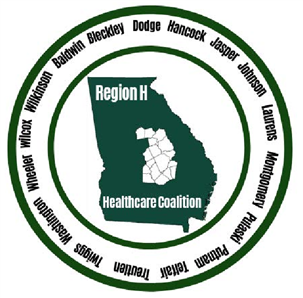 Baldwin Bleckley Dodge Hancock Jasper Johnson Laurens Montgomery Pulaski Putnam Telfair Treutlen Twiggs Washington Wheeler wilcox Wilkinson
Region H
Healthcare Coalition